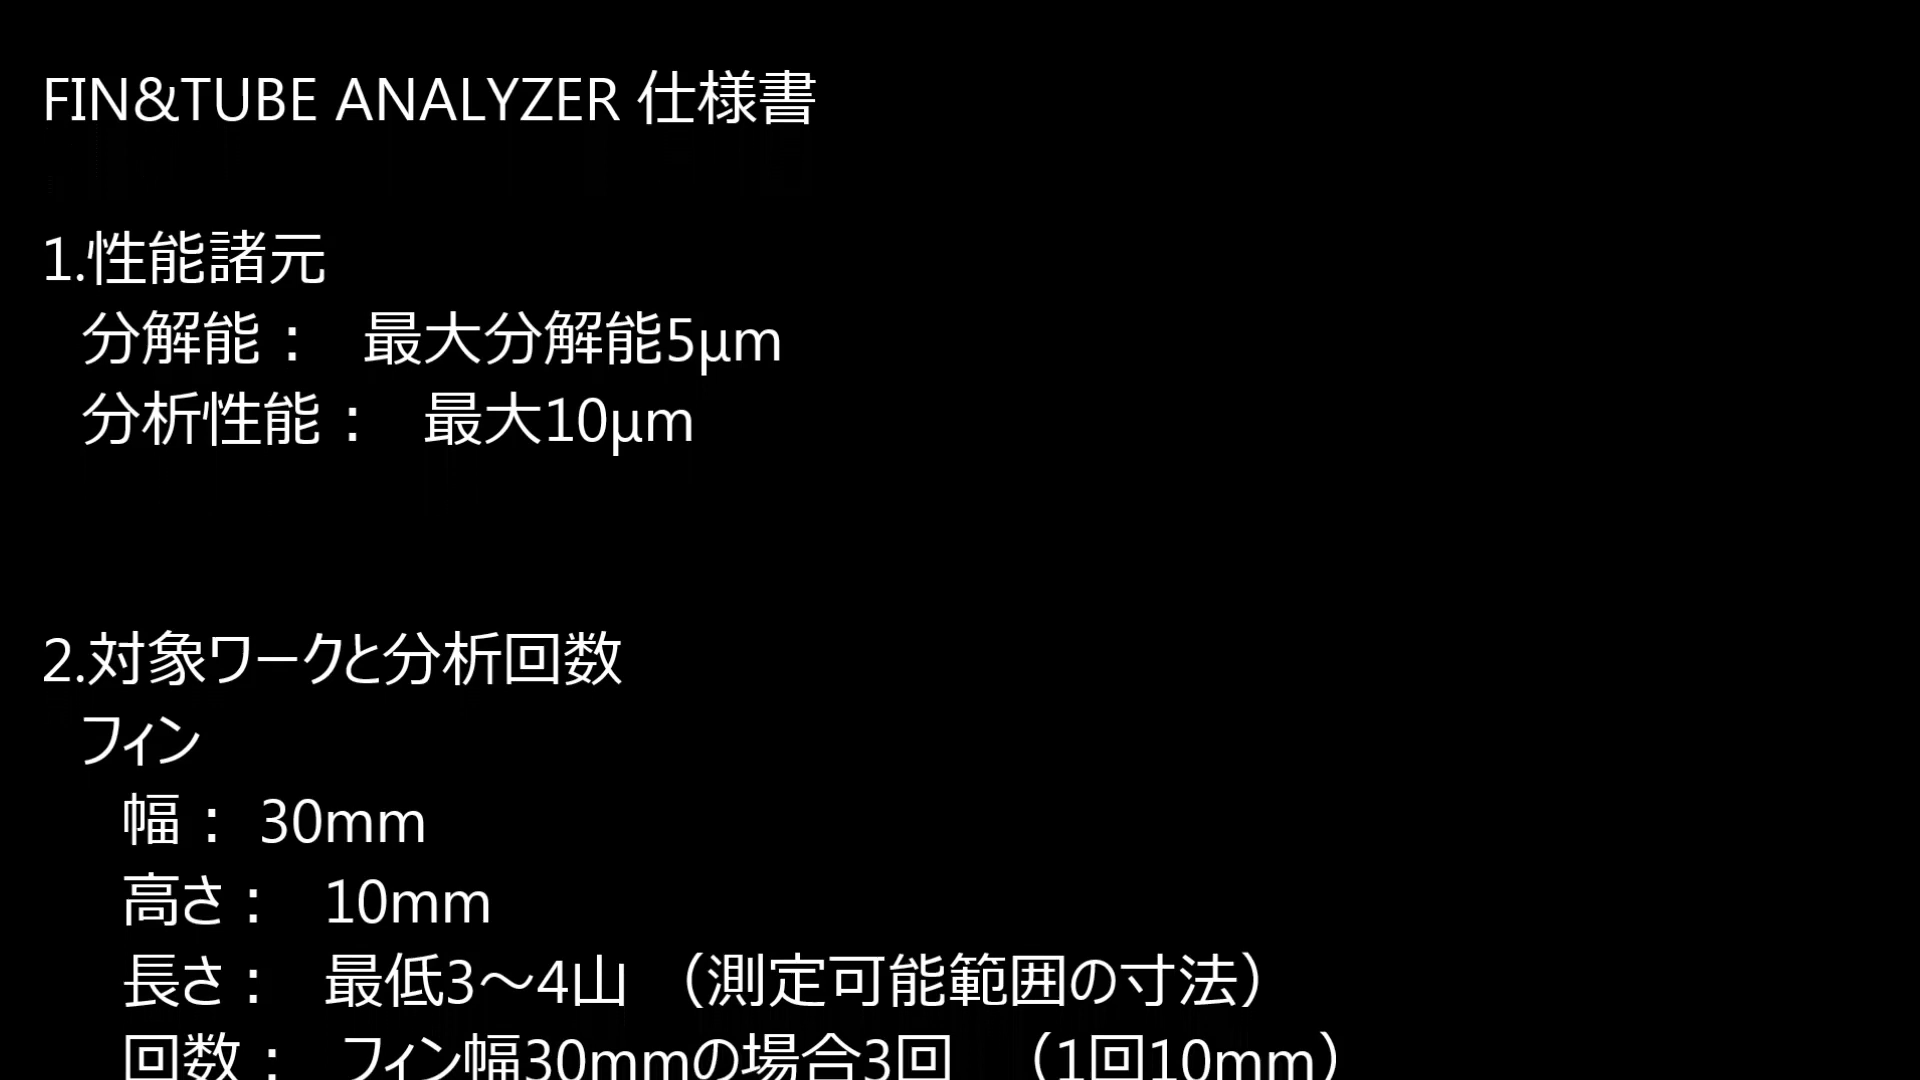 FIN&TUBE ANALYZER 仕様書
1.性能諸元
分解能： 最大分解能5μm
分析性能： 最大10μm
2.対象ワークと分析回数
フィン
幅： 30mm
高さ： 10mm
長さ： 最低3～4山 （測定可能範囲の寸法）
回数： フィン幅30mmの場合3回 （1回10mm）